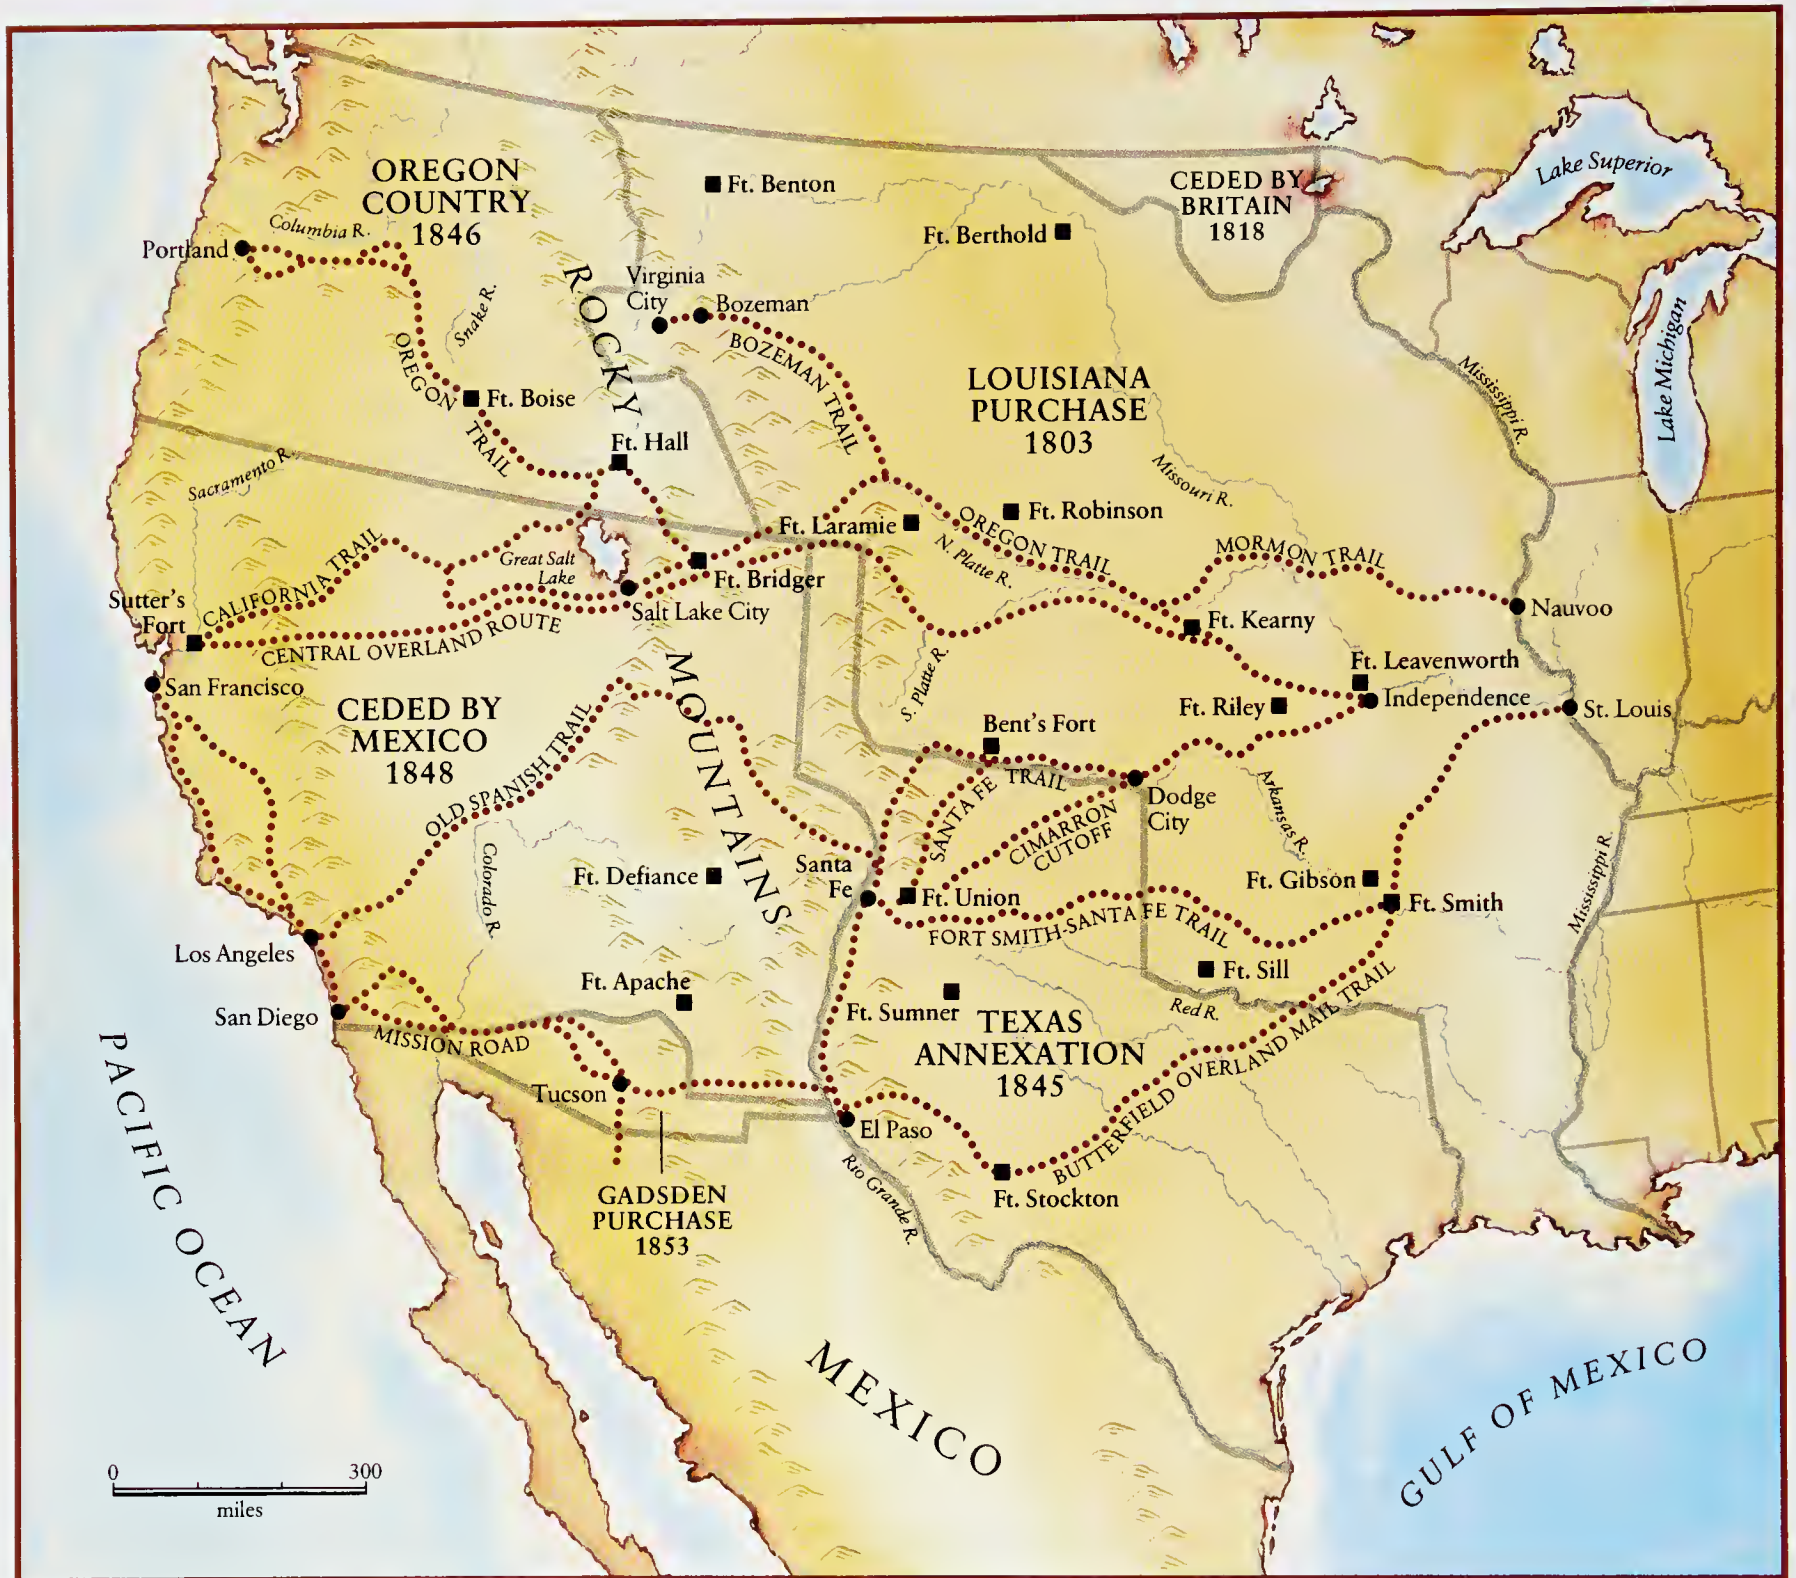 OREGON
COUNTRY
1846
Columbia R.
Portland
Snake R.
ROCKY
Virginia
City
Bozeman
BOZEMAN TRAIL
Ft. Benton
Ft. Berthold
CEDED BY
BRITAIN
1818
Lake Superior
Lake Michigan
Mississippi R.
LOUISIANA
PURCHASE
1803
OREGON
TRAIL
Ft. Boise
Ft. Hall
Sacramento R.
Missouri R.
Ft. Laramie
Ft. Robinson
OREGON TRAIL
N. Platte R.
MORMON TRAIL
Great Salt
Lake
Ft. Bridger
CALIFORNIA TRAIL
Sutter's
Fort
Salt Lake City
CENTRAL OVERLAND ROUTE
Nauvoo
Ft. Kearny
San Francisco
MOUNTAINS
S. Platte R.
Ft. Leavenworth
Independence
Ft. Riley
St. Louis
CEDED BY
MEXICO
1848
OLD SPANISH TRAIL
Bent's Fort
SANTA FE
TRAIL
CIMARRON
CUTOFF
Dodge
City
Arkansas R.
Mississippi R.
Colorado R.
Ft. Defiance
Santa
Fe
Ft. Union
Ft. Gibson
Ft. Smith
FORT SMITH-SANTA FE TRAIL
Los Angeles
Ft. Apache
Ft. Sill
Ft. Sumner
Red R.
San Diego
MISSION ROAD
TEXAS
ANNEXATION
1845
BUTTERFIELD OVERLAND MAIL TRAIL
Tucson
El Paso
Rio Grande R.
Ft. Stockton
GADSDEN
PURCHASE
1853
PACIFIC OCEAN
MEXICO
GULF OF MEXICO
0
300
miles